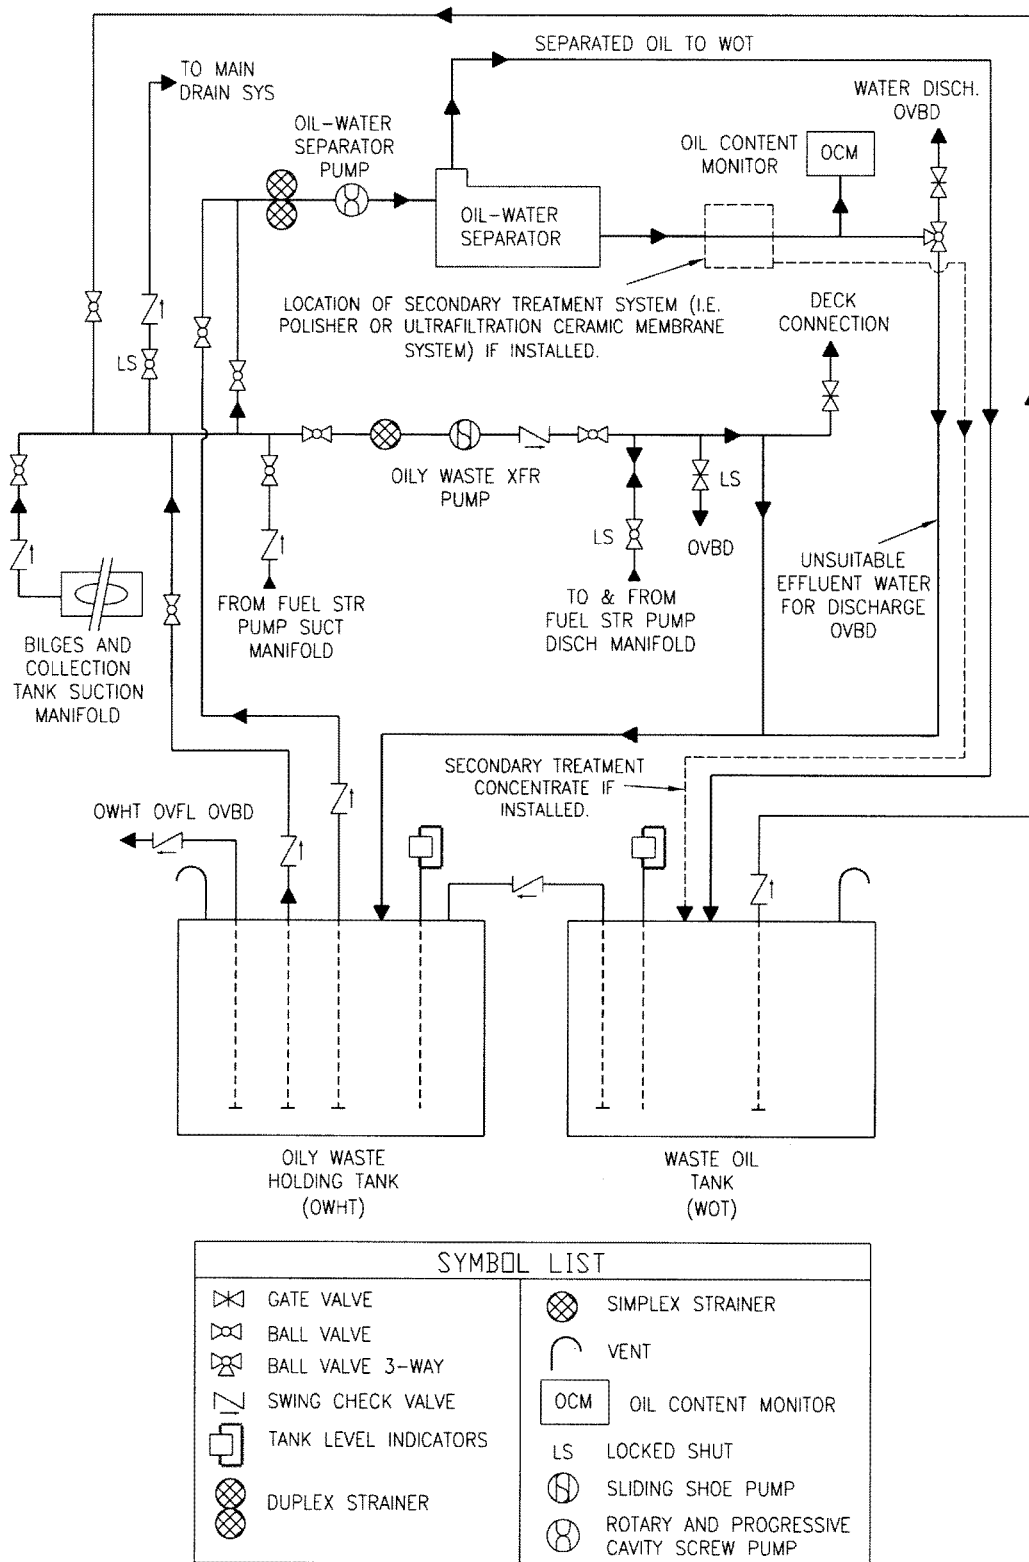 SEPARATED OIL TO WOT
TO MAIN
DRAIN SYS
WATER DISCH.
OVBD
OIL-WATER
SEPARATOR
PUMP
OIL CONTENT
MONITOR
OCM
OIL-WATER
SEPARATOR
LOCATION OF SECONDARY TREATMENT SYSTEM (I.E.
POLISHER OR ULTRAFILTRATION CERAMIC MEMBRANE
SYSTEM) IF INSTALLED.
DECK
CONNECTION
LS
OILY WASTE XFR
PUMP
LS
LS
OVBD
UNSUITABLE
EFFLUENT WATER
FOR DISCHARGE
OVBD
FROM FUEL STR
PUMP SUCT
MANIFOLD
TO & FROM
FUEL STR PUMP
DISCH MANIFOLD
BILGES AND
COLLECTION
TANK SUCTION
MANIFOLD
SECONDARY TREATMENT
CONCENTRATE IF
INSTALLED.
OWHT OVFL OVBD
OILY WASTE
HOLDING TANK
(OWHT)
WASTE OIL
TANK
(WOT)
SYMBOL LIST
GATE VALVE
BALL VALVE
BALL VALVE 3-WAY
SWING CHECK VALVE
TANK LEVEL INDICATORS
DUPLEX STRAINER
SIMPLEX STRAINER
VENT
OCM OIL CONTENT MONITOR
LS LOCKED SHUT
SLIDING SHOE PUMP
ROTARY AND PROGRESSIVE
CAVITY SCREW PUMP